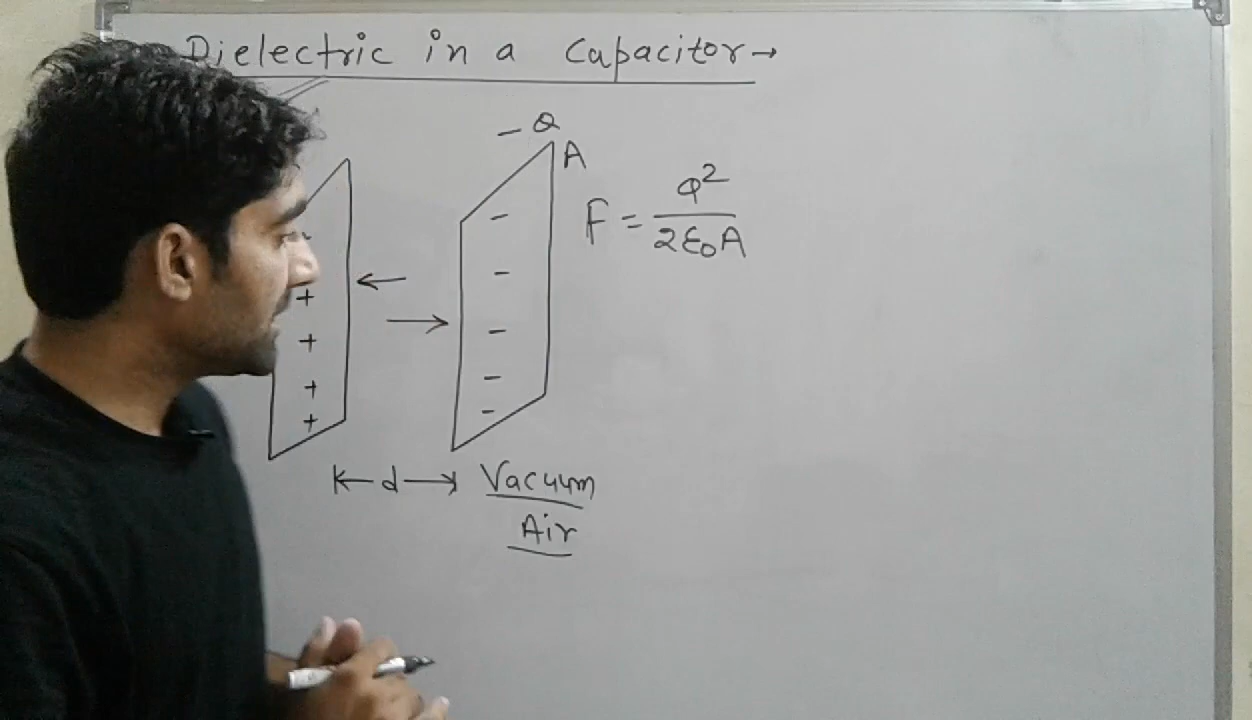 Dielectric in a Capacitor→
- Q
A
F = Q²/2ε₀A
+
+
+
+
-
-
-
-
-
d
Vacuum
Air